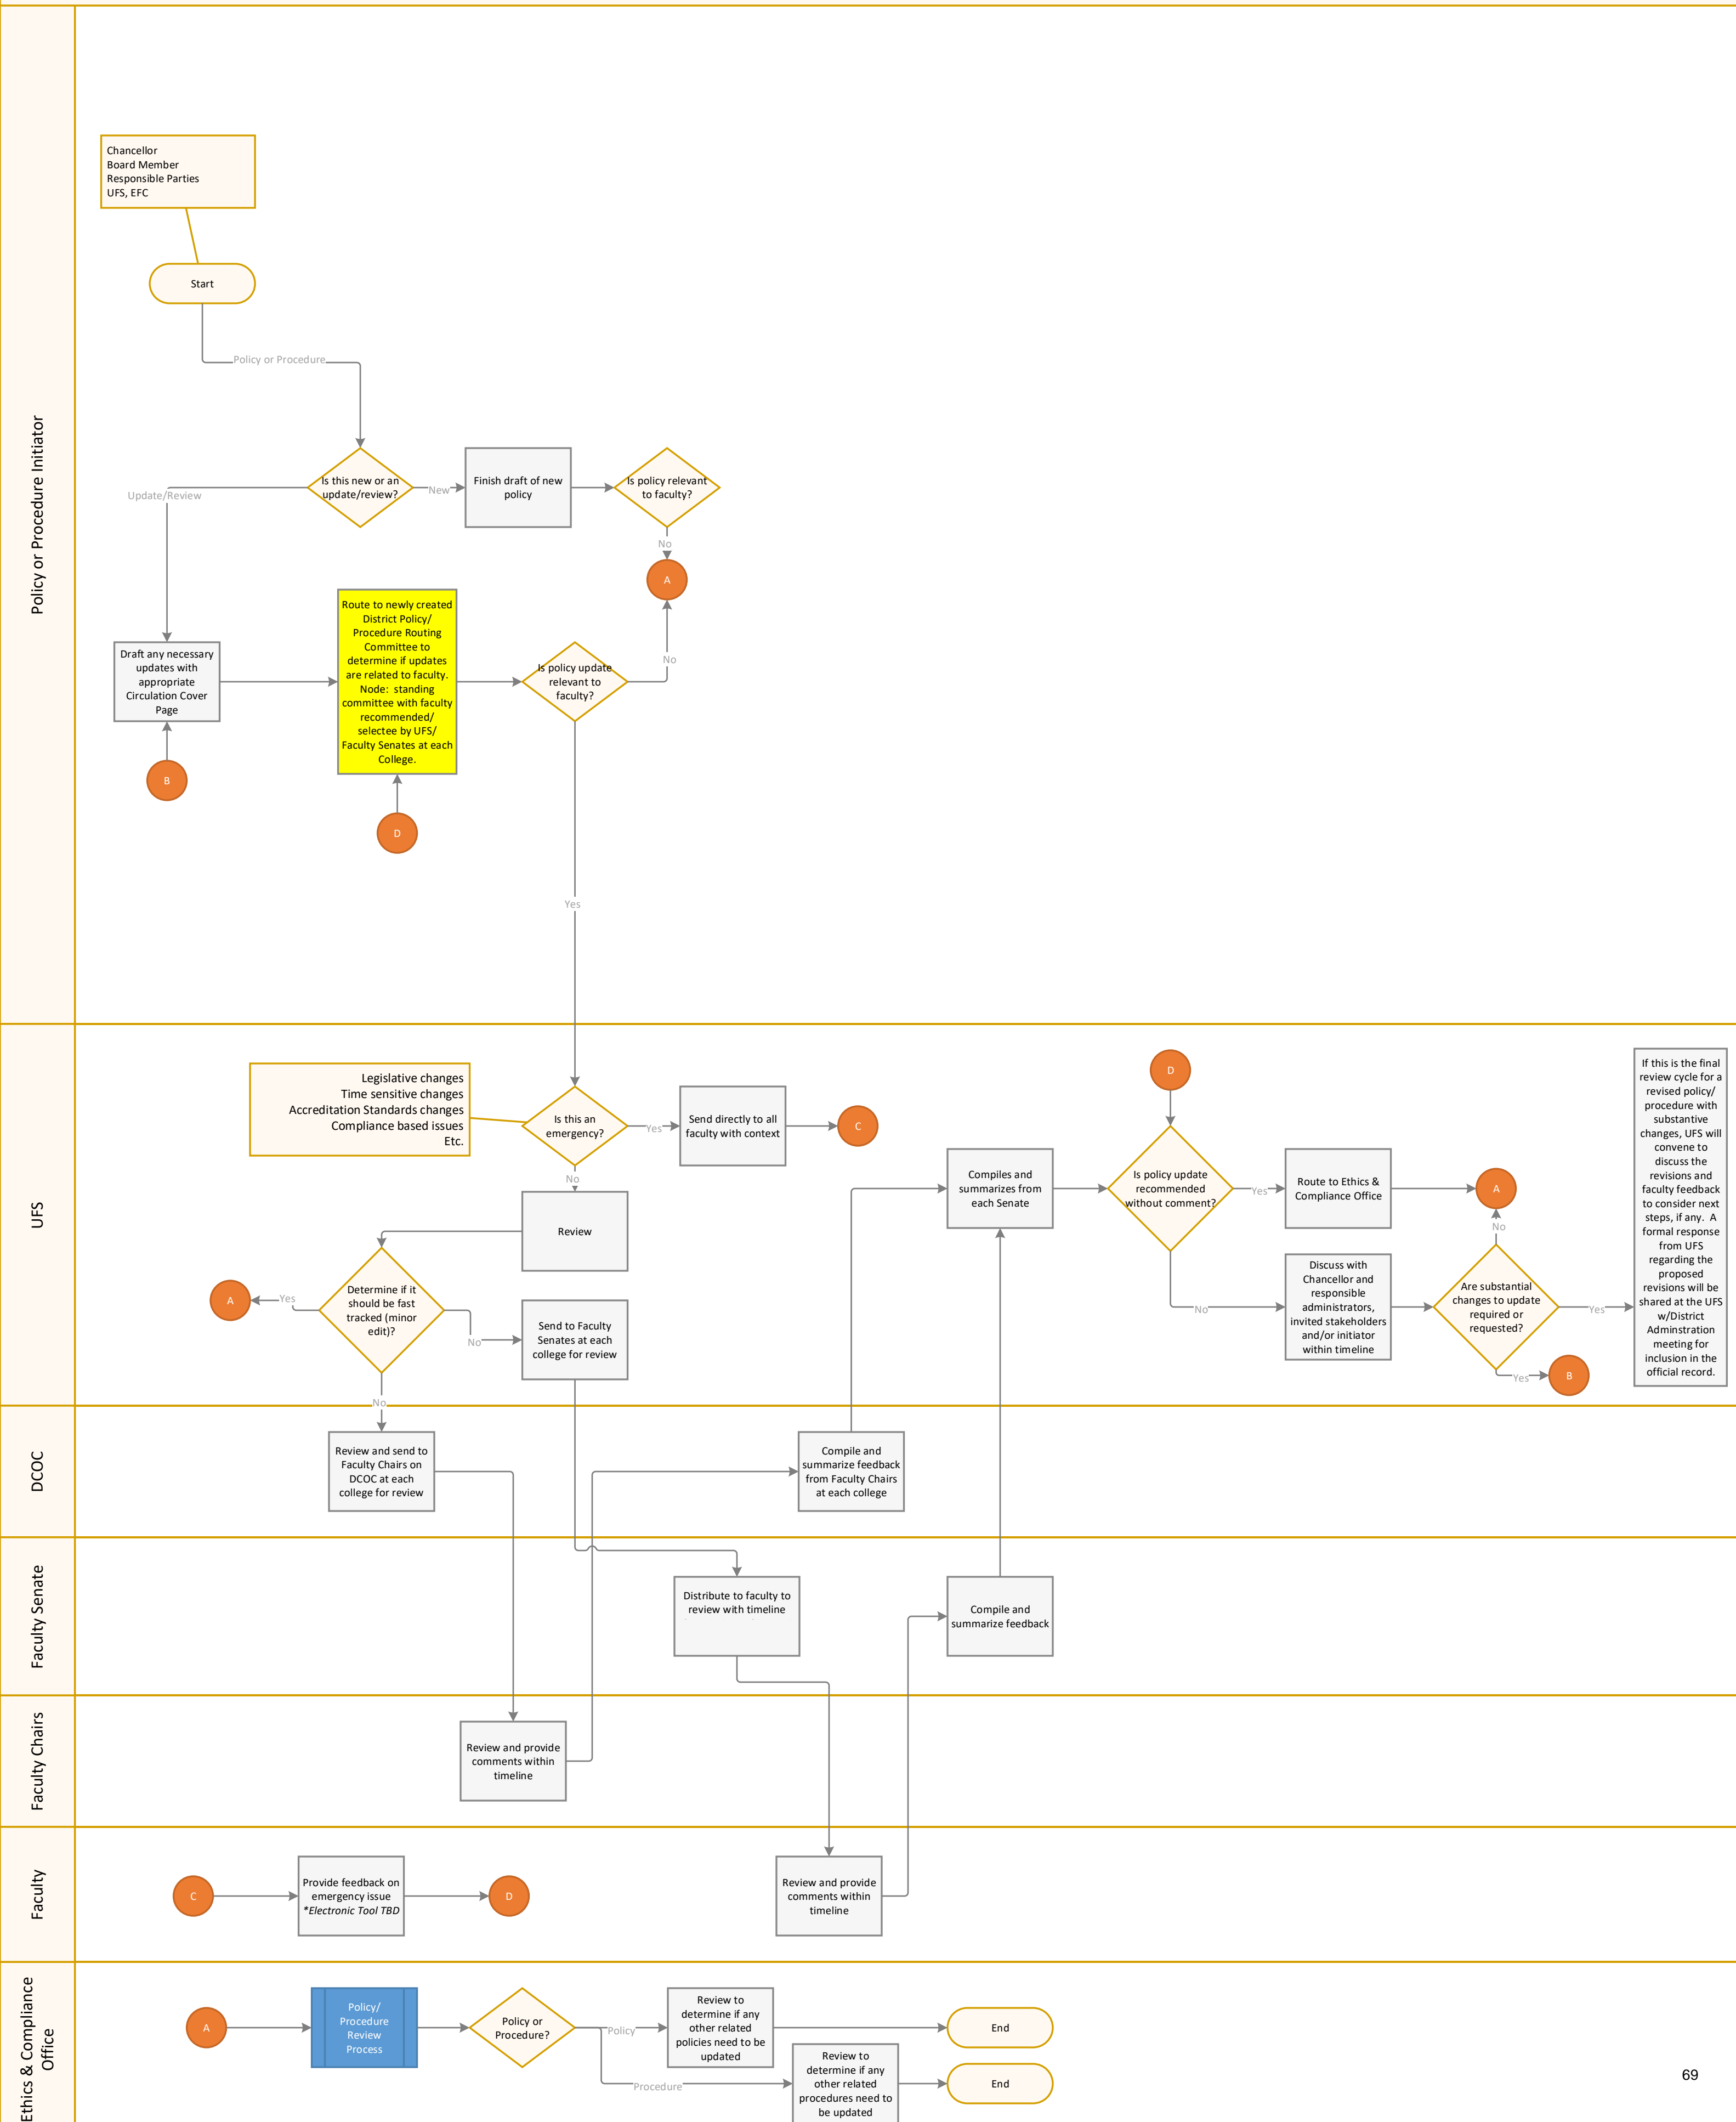 Policy or Procedure Initiator
Chancellor
Board Member
Responsible Parties
UFS, EFC
Start
Policy or Procedure
Is this new or an
update/review?
New
Update/Review
Finish draft of new
policy
Is policy relevant
to faculty?
No
A
Draft any necessary
updates with
appropriate
Circulation Cover
Page
B
Route to newly created
District Policy/
Procedure Routing
Committee to
determine if updates
are related to faculty.
Node:  standing
committee with faculty
recommended/
selectee by UFS/
Faculty Senates at each
College.
D
Is policy update
relevant to
faculty?
No
Yes
UFS
Legislative changes
Time sensitive changes
Accreditation Standards changes
Compliance based issues
Etc.
Is this an
emergency?
Yes
Send directly to all
faculty with context
C
No
Review
Determine if it
should be fast
tracked (minor
edit)?
Yes
A
No
Send to Faculty
Senates at each
college for review
No
Compiles and
summarizes from
each Senate
D
Is policy update
recommended
without comment?
Yes
Route to Ethics &
Compliance Office
A
No
No
Discuss with
Chancellor and
responsible
administrators,
invited stakeholders
and/or initiator
within timeline
Are substantial
changes to update
required or
requested?
Yes
Yes
B
If this is the final
review cycle for a
revised policy/
procedure with
substantive
changes, UFS will
convene to
discuss the
revisions and
faculty feedback
to consider next
steps, if any.  A
formal response
from UFS
regarding the
proposed
revisions will be
shared at the UFS
w/District
Adminstration
meeting for
inclusion in the
official record.
DCOC
Review and send to
Faculty Chairs on
DCOC at each
college for review
Compile and
summarize feedback
from Faculty Chairs
at each college
Faculty Senate
Distribute to faculty to
review with timeline
Compile and
summarize feedback
Faculty Chairs
Review and provide
comments within
timeline
Faculty
C
Provide feedback on
emergency issue
*Electronic Tool TBD
D
Review and provide
comments within
timeline
Ethics & Compliance
Office
A
Policy/
Procedure
Review
Process
Policy or
Procedure?
Policy
Review to
determine if any
other related
policies need to be
updated
End
Procedure
Review to
determine if any
other related
procedures need to
be updated
End
69